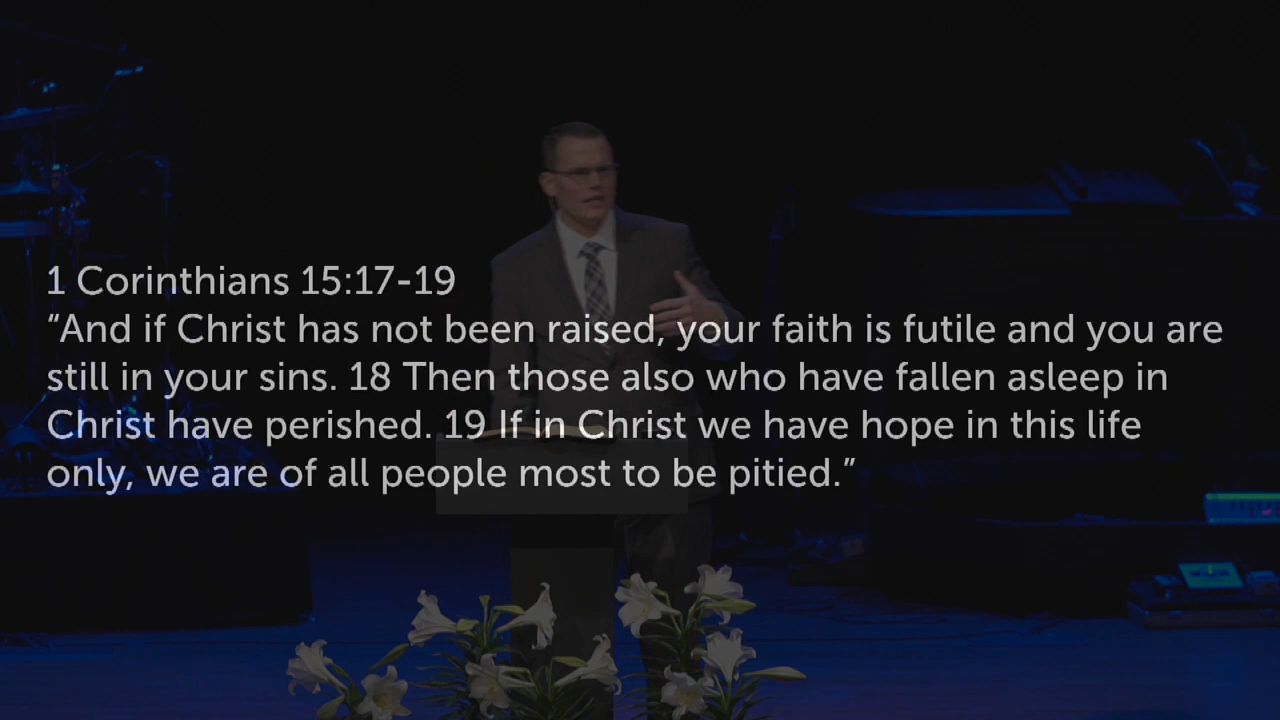 1 Corinthians 15:17-19
“And if Christ has not been raised, your faith is futile and you are
still in your sins. 18 Then those also who have fallen asleep in
Christ have perished. 19 If in Christ we have hope in this life
only, we are of all people most to be pitied.”